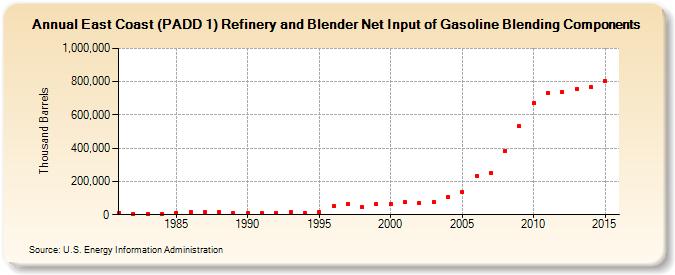 Annual East Coast (PADD 1) Refinery and Blender Net Input of Gasoline Blending Components
Thousand Barrels
1,000,000
800,000
600,000
400,000
200,000
0
1985 1990 1995 2000 2005 2010 2015
Source: U.S. Energy Information Administration